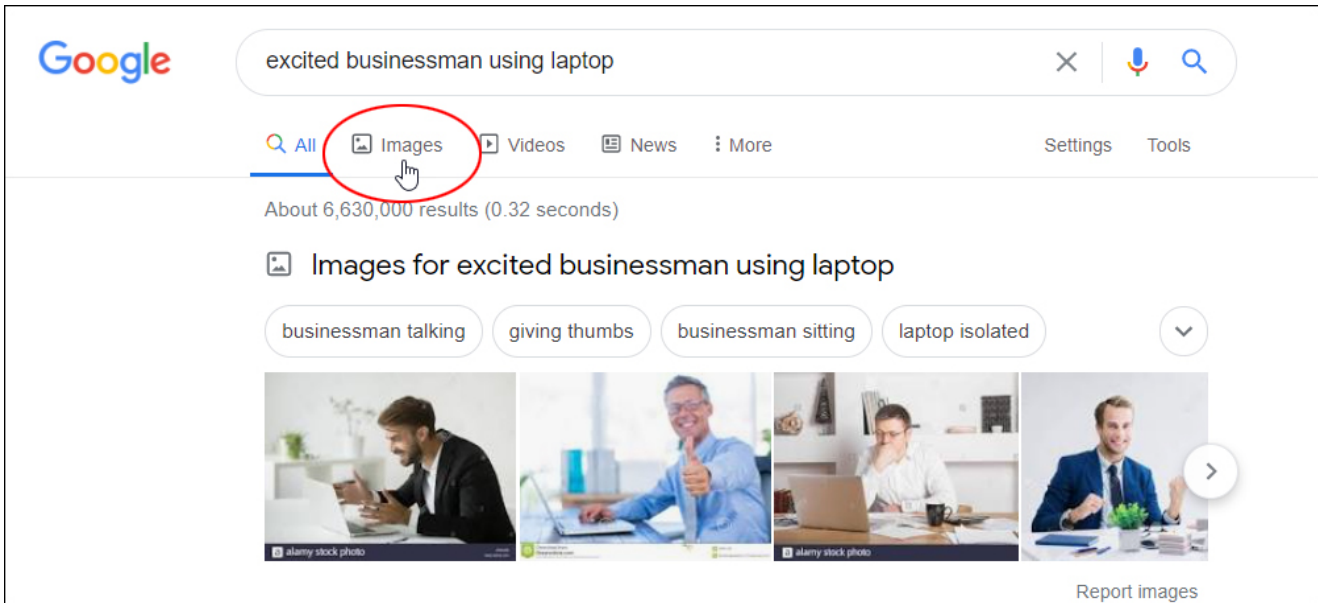 Google
excited businessman using laptop
All Images Videos News More Settings Tools
About 6,630,000 results (0.32 seconds)
Images for excited businessman using laptop
businessman talking giving thumbs businessman sitting laptop isolated
a alamy stock photo a alamy stock photo
Report images